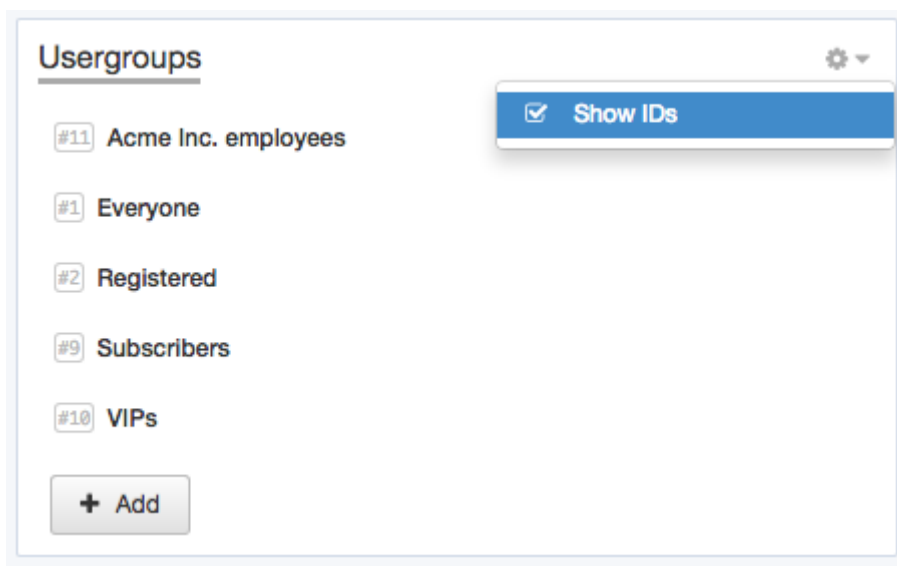 Usergroups
Show IDs
#11 Acme Inc. employees
#1 Everyone
#2 Registered
#9 Subscribers
#10 VIPs
+ Add